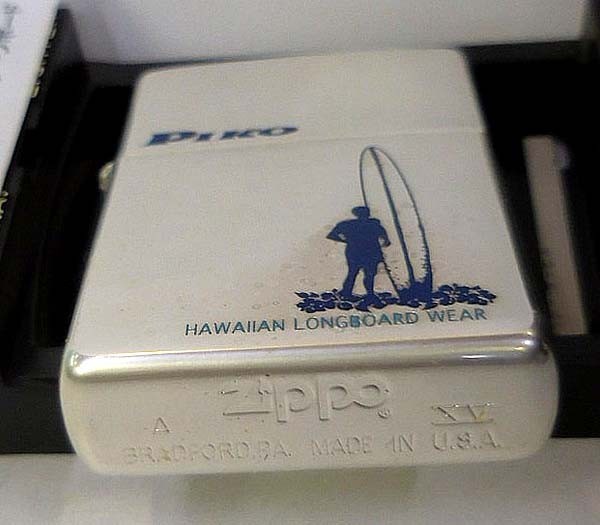 PIKO
HAWAIIAN LONGBOARD WEAR
Zippo
A XV
BRADFORD.PA. MADE IN U.S.A.